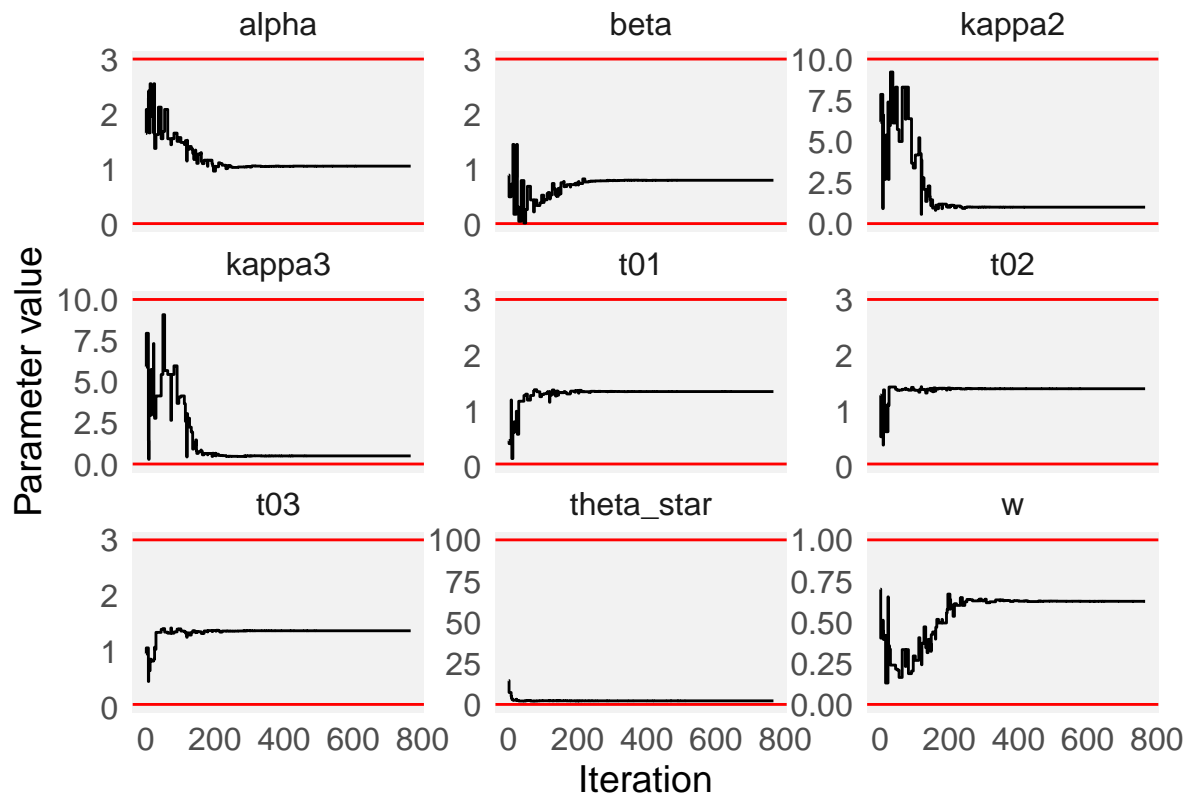 alpha beta kappa2
3 3 10.0
2 2 7.5
5.0
1 1 2.5
0 0 0.0
kappa3 t01 t02
10.0 3 3
7.5 2 2
5.0
2.5 1 1
0.0 0 0
t03 theta_star w
3 100 1.00
2 75 0.75
50 0.50
1 25 0.25
0 0 0.00
0 200 400 600 800 0 200 400 600 800 0 200 400 600 800
Iteration
Parameter value